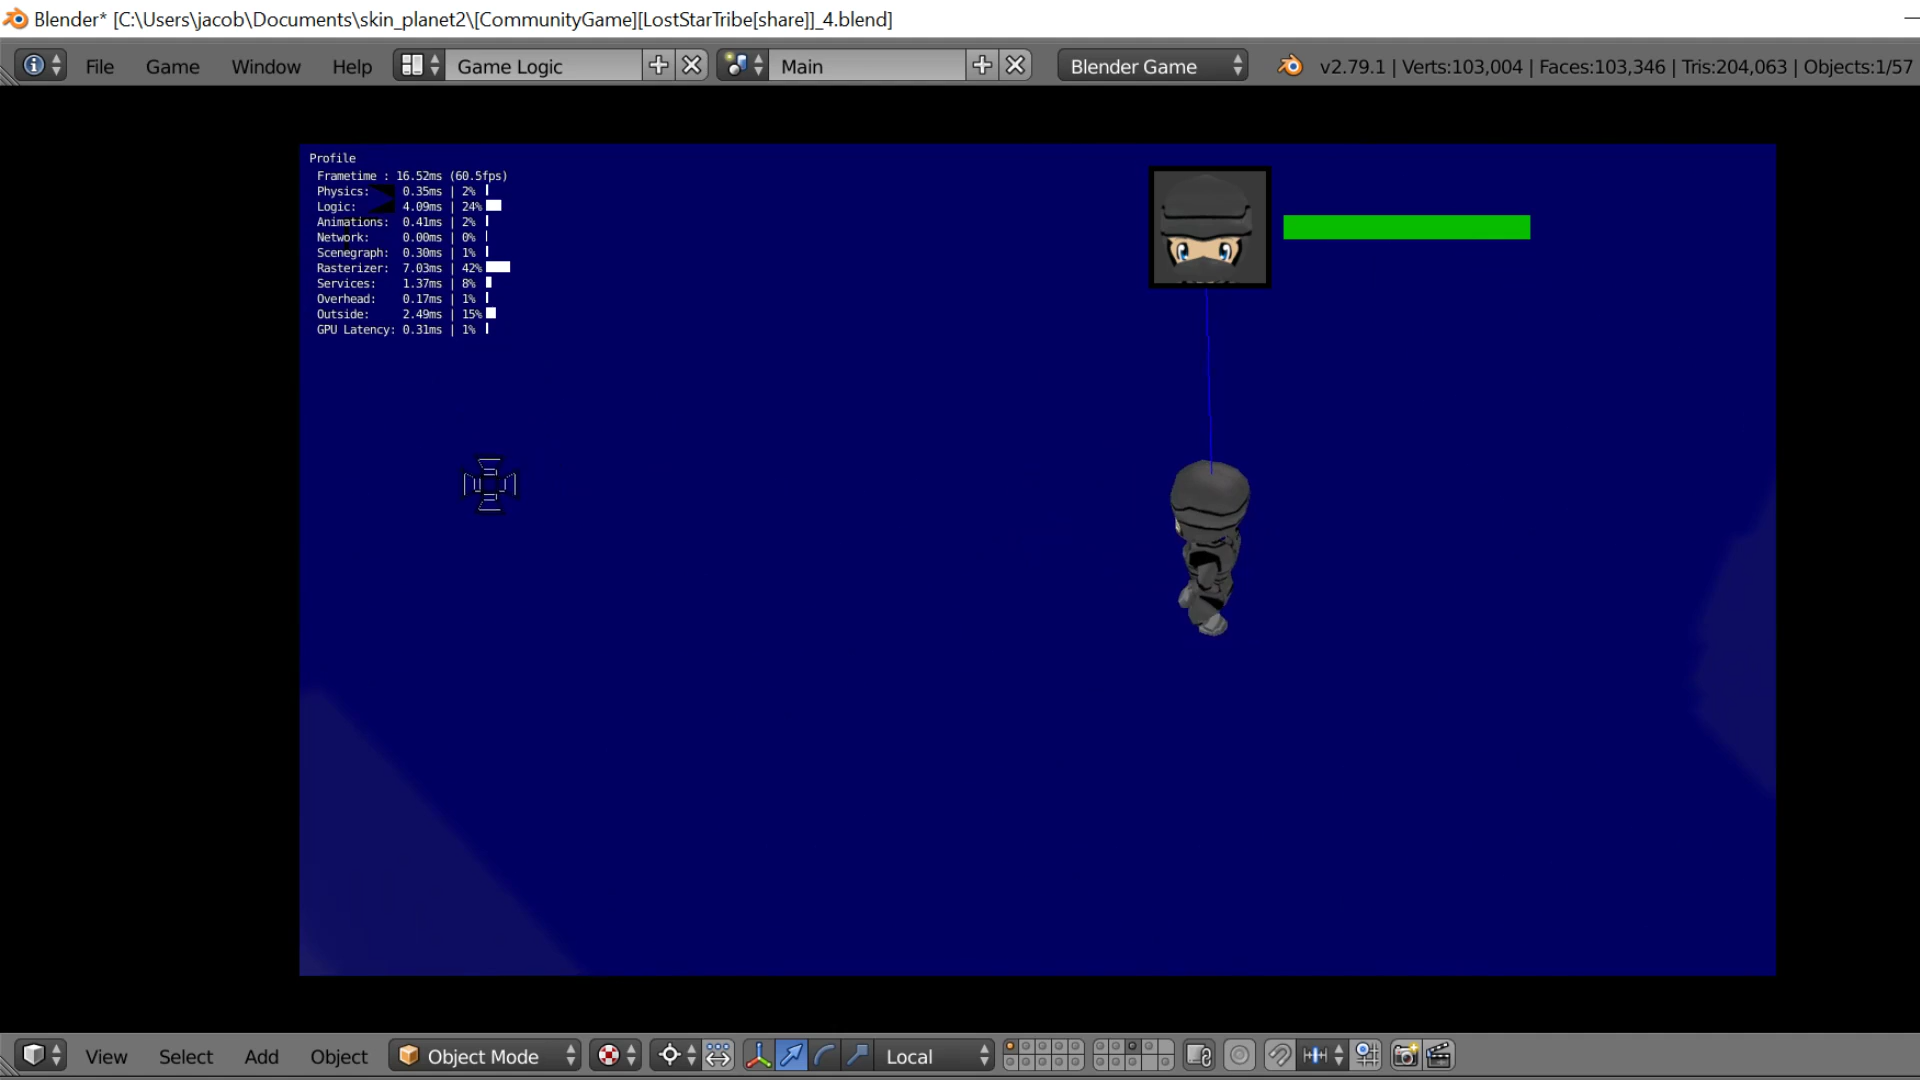 Blender* [C:\Users\jacob\Documents\skin_planet2\[CommunityGame][LostStarTribe[share]]_4.blend]
File Game Window Help Game Logic Main Blender Game v2.79.1 | Verts:103,004 | Faces:103,346 | Tris:204,063 | Objects:1/57
Profile
Frametime : 16.52ms (60.5fps)
Physics: 0.35ms | 2%
Logic: 4.09ms | 24%
Animations: 0.41ms | 2%
Network: 0.00ms | 0%
Scenegraph: 0.30ms | 1%
Rasterizer: 7.03ms | 42%
Services: 1.37ms | 8%
Overhead: 0.17ms | 1%
Outside: 2.49ms | 15%
GPU Latency: 0.31ms | 1%
View Select Add Object Object Mode Local